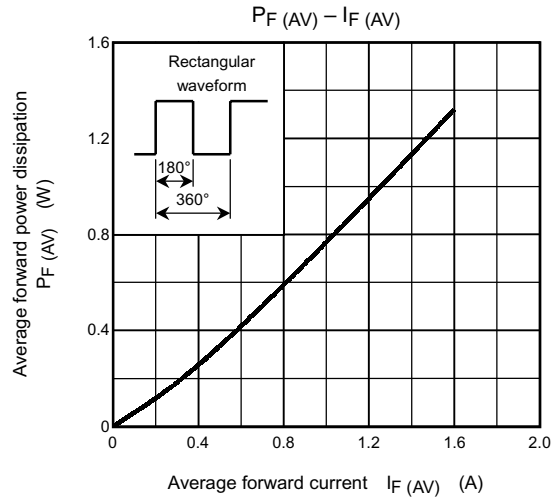 PF (AV) – IF (AV)
1.6
1.2
0.8
0.4
0
Rectangular
waveform
180°
360°
Average forward power dissipation
PF (AV) (W)
0 0.4 0.8 1.2 1.6 2.0
Average forward current IF (AV) (A)